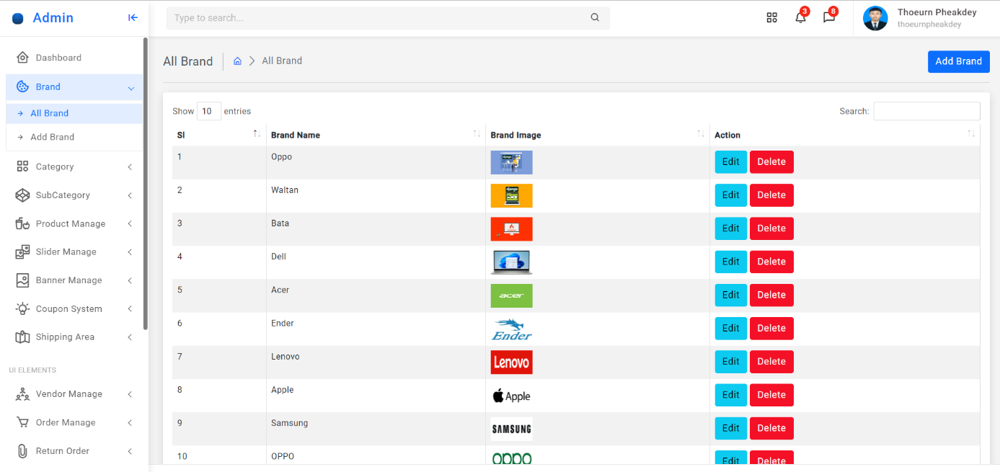 Admin
Type to search...
3
8
Thoeurn Pheakdey
thoeurnpheakdey
Dashboard
Brand
All Brand
Add Brand
Category
SubCategory
Product Manage
Slider Manage
Banner Manage
Coupon System
Shipping Area
UI ELEMENTS
Vendor Manage
Order Manage
Return Order
All Brand
All Brand
Add Brand
Show 10 entries
Search:
Sl Brand Name Brand Image Action
1 Oppo django Edit Delete
2 Waltan django Edit Delete
3 Bata Edit Delete
4 Dell Edit Delete
5 Acer acer Edit Delete
6 Ender Ender Edit Delete
7 Lenovo Lenovo Edit Delete
8 Apple Apple Edit Delete
9 Samsung SAMSUNG Edit Delete
10 OPPO oppo Edit Delete